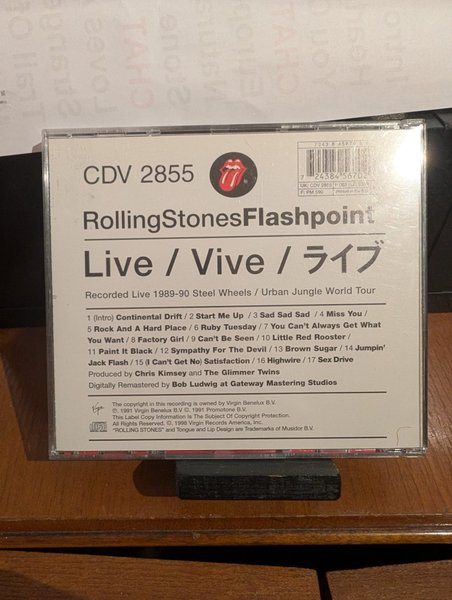 CDV 2855
RollingStonesFlashpoint
Live / Vive / ライブ
Recorded Live 1989-90 Steel Wheels / Urban Jungle World Tour
1 (Intro) Continental Drift / 2 Start Me Up / 3 Sad Sad Sad / 4 Miss You /
5 Rock And A Hard Place / 6 Ruby Tuesday / 7 You Can't Always Get What
You Want / 8 Factory Girl / 9 Can't Be Seen / 10 Little Red Rooster /
11 Paint It Black / 12 Sympathy For The Devil / 13 Brown Sugar / 14 Jumpin'
Jack Flash / 15 (I Can't Get No) Satisfaction / 16 Highwire / 17 Sex Drive
Produced by Chris Kimsey and The Glimmer Twins
Digitally Remastered by Bob Ludwig at Gateway Mastering Studios
Virgin
The copyright in this recording is owned by Virgin Benelux B.V.
℗ 1991 Virgin Benelux B.V. © 1991 Promotone B.V.
This Label Copy Information Is The Subject Of Copyright Protection.
All Rights Reserved. © 1998 Virgin Records America, Inc.
"ROLLING STONES" and Tongue and Lip Design are Trademarks of Musidor B.V.